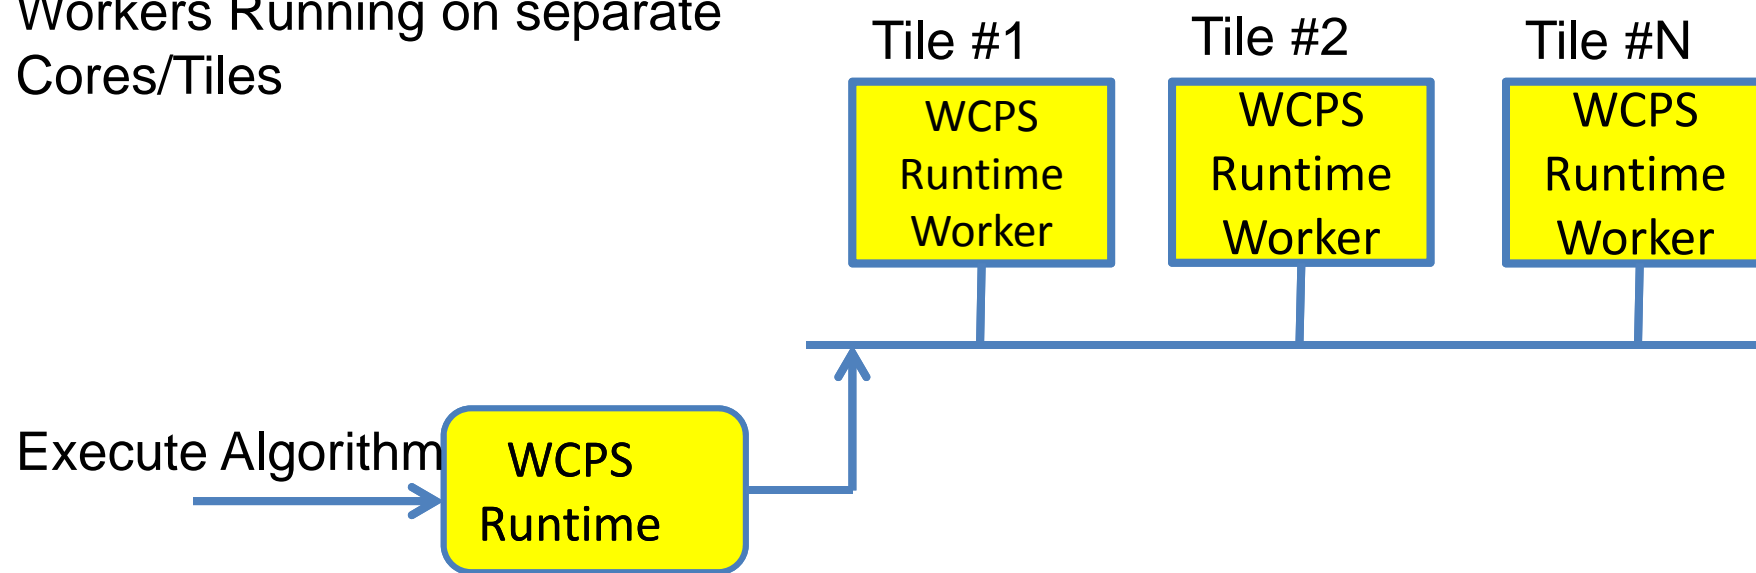 Workers Running on separate
Cores/Tiles
Tile #1
Tile #2
Tile #N
WCPS
Runtime
Worker
WCPS
Runtime
Worker
WCPS
Runtime
Worker
Execute Algorithm
WCPS
Runtime